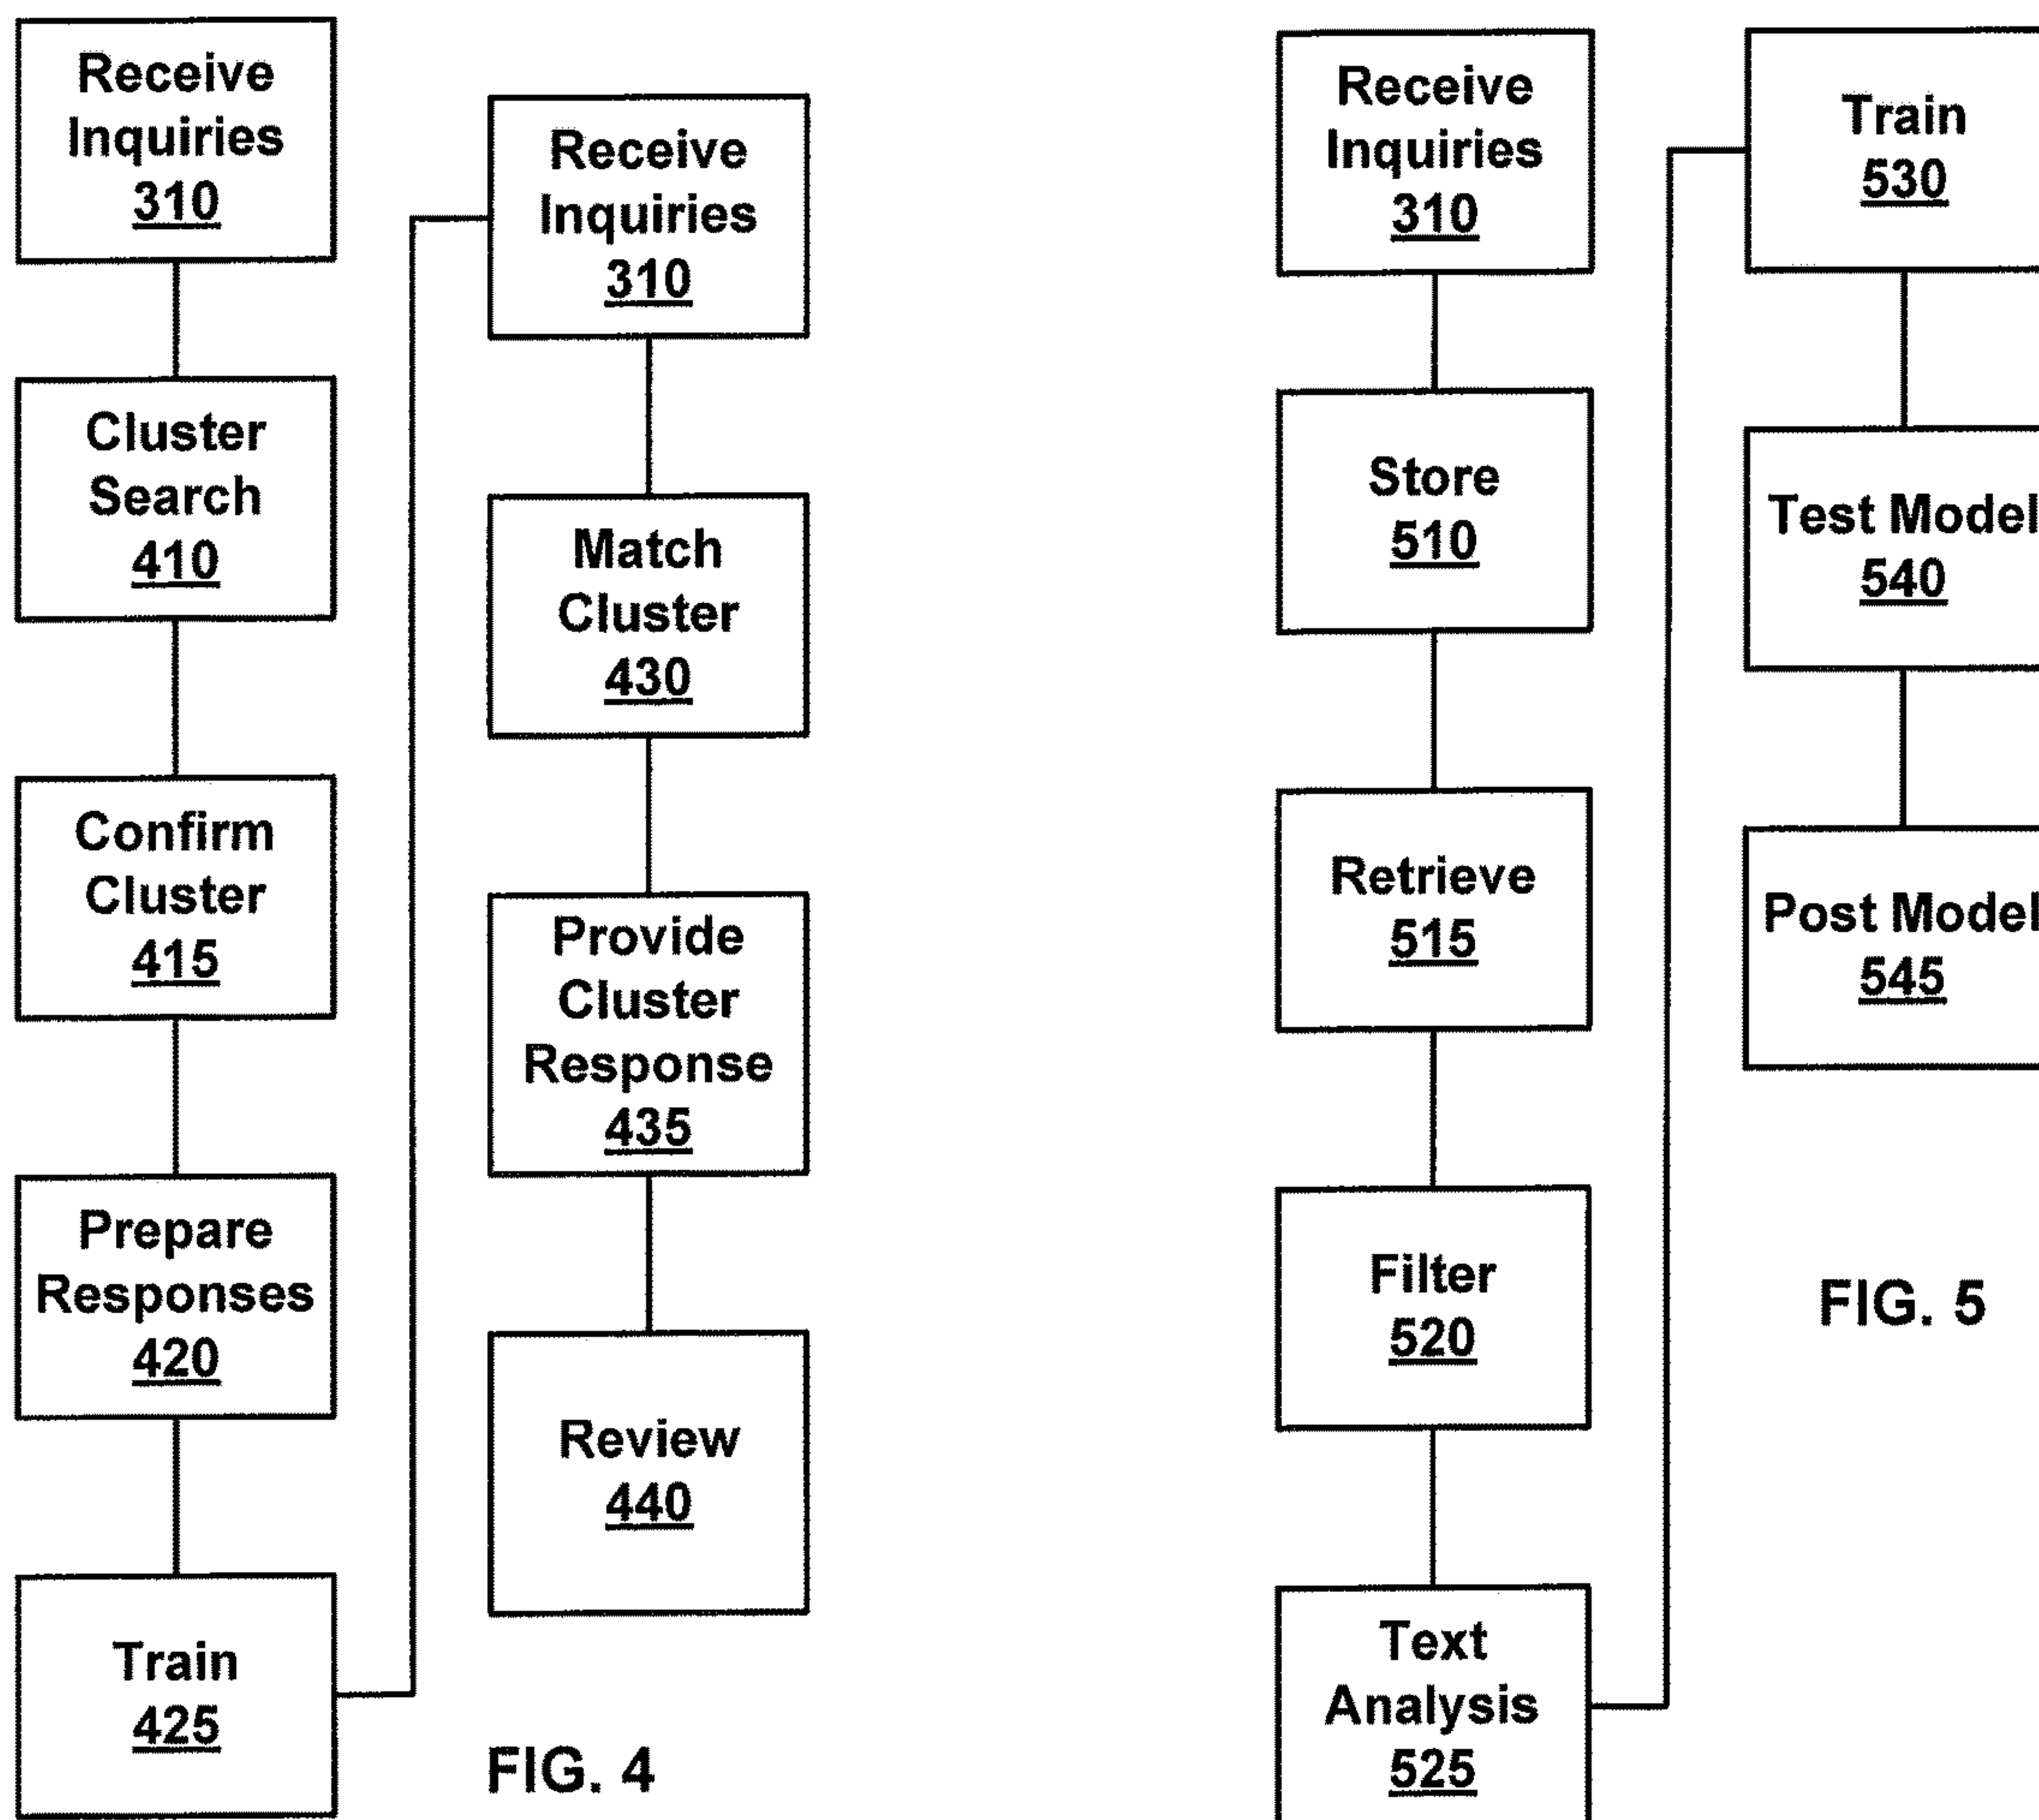 Receive
Inquiries
310
Cluster
Search
410
Confirm
Cluster
415
Prepare
Responses
420
Train
425
Receive
Inquiries
310
Match
Cluster
430
Provide
Cluster
Response
435
Review
440
FIG. 4
Receive
Inquiries
310
Store
510
Retrieve
515
Filter
520
Text
Analysis
525
Train
530
Test Model
540
Post Model
545
FIG. 5